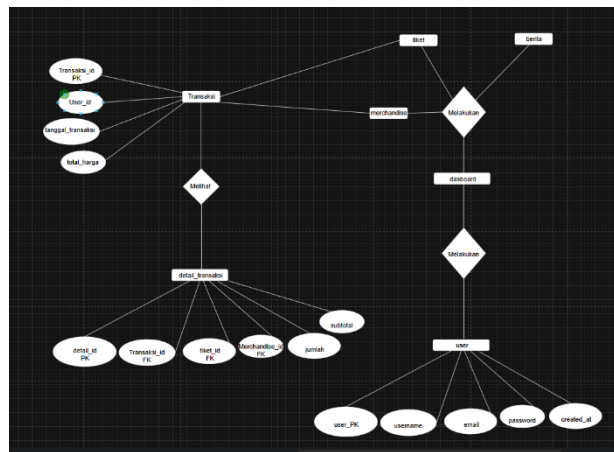 tiket
berita
Transaksi_id
PK
User_id
Transaksi
tanggal_transaksi
merchandise
Melakukan
total_harga
Melihat
dasboard
Melakukan
detail_transaksi
subtotal
detail_id
PK
Transaksi_id
FK
tiket_id
FK
Merchandise_id
FK
jumlah
user
user_PK
username
email
password
created_at